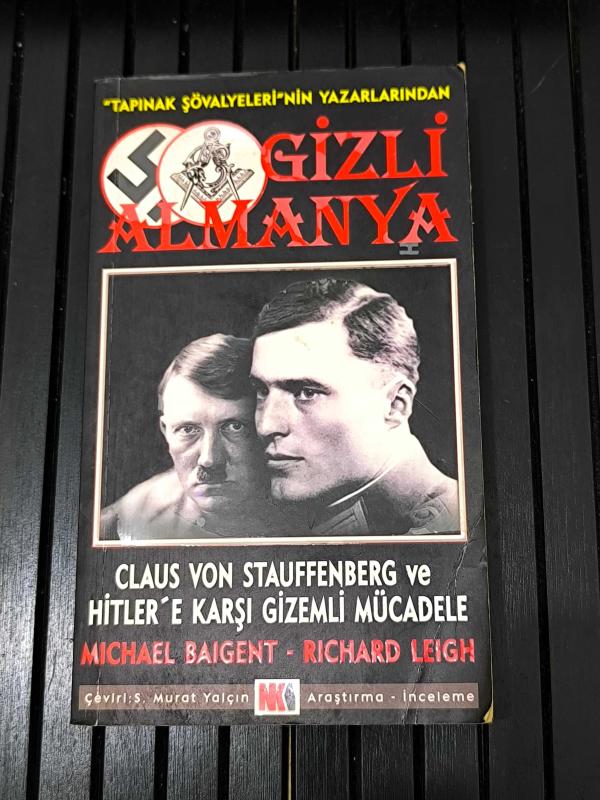 "TAPINAK ŞÖVALYELERİ"NİN YAZARLARINDAN
GİZLİ
ALMANYA
CLAUS VON STAUFFENBERG ve
HİTLER´E KARŞI GİZEMLİ MÜCADELE
MICHAEL BAIGENT - RICHARD LEIGH
Çeviri:S. Murat Yalçın NK Araştırma - İnceleme